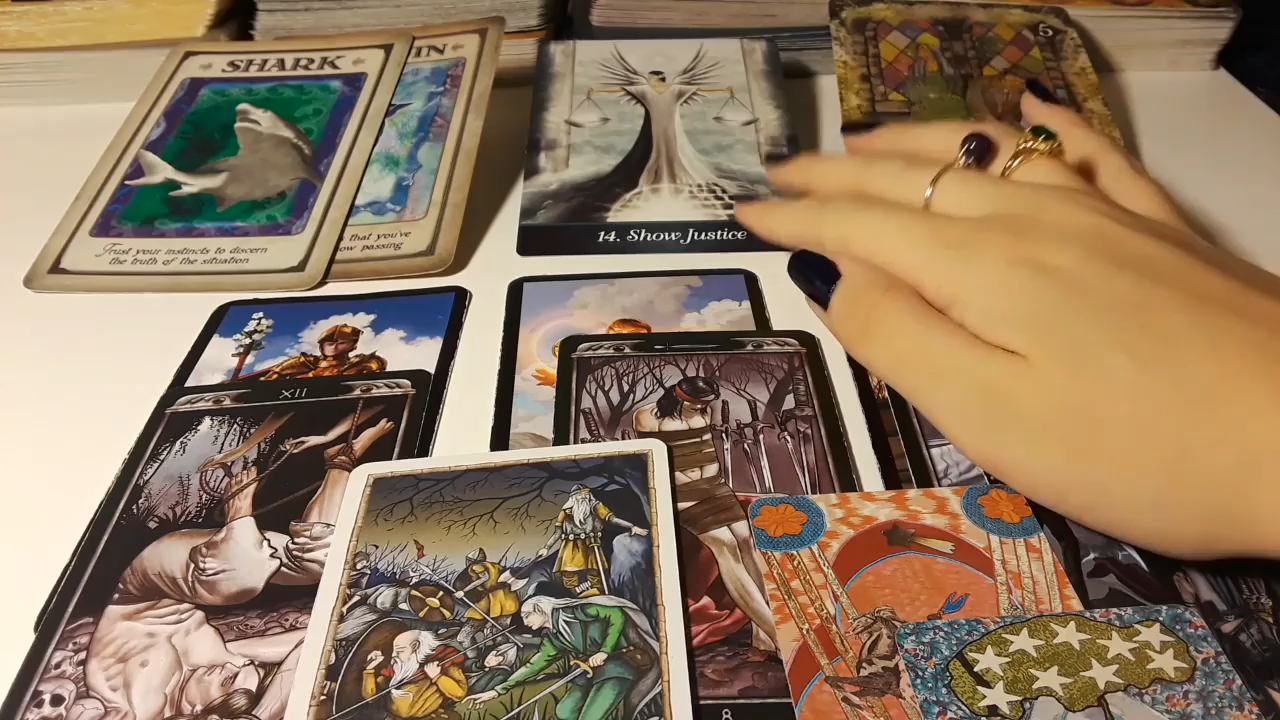 SHARK
Trust your instincts to discern
the truth of the situation
IN
that you've
ow passing
14. Show Justice
5
XII
8